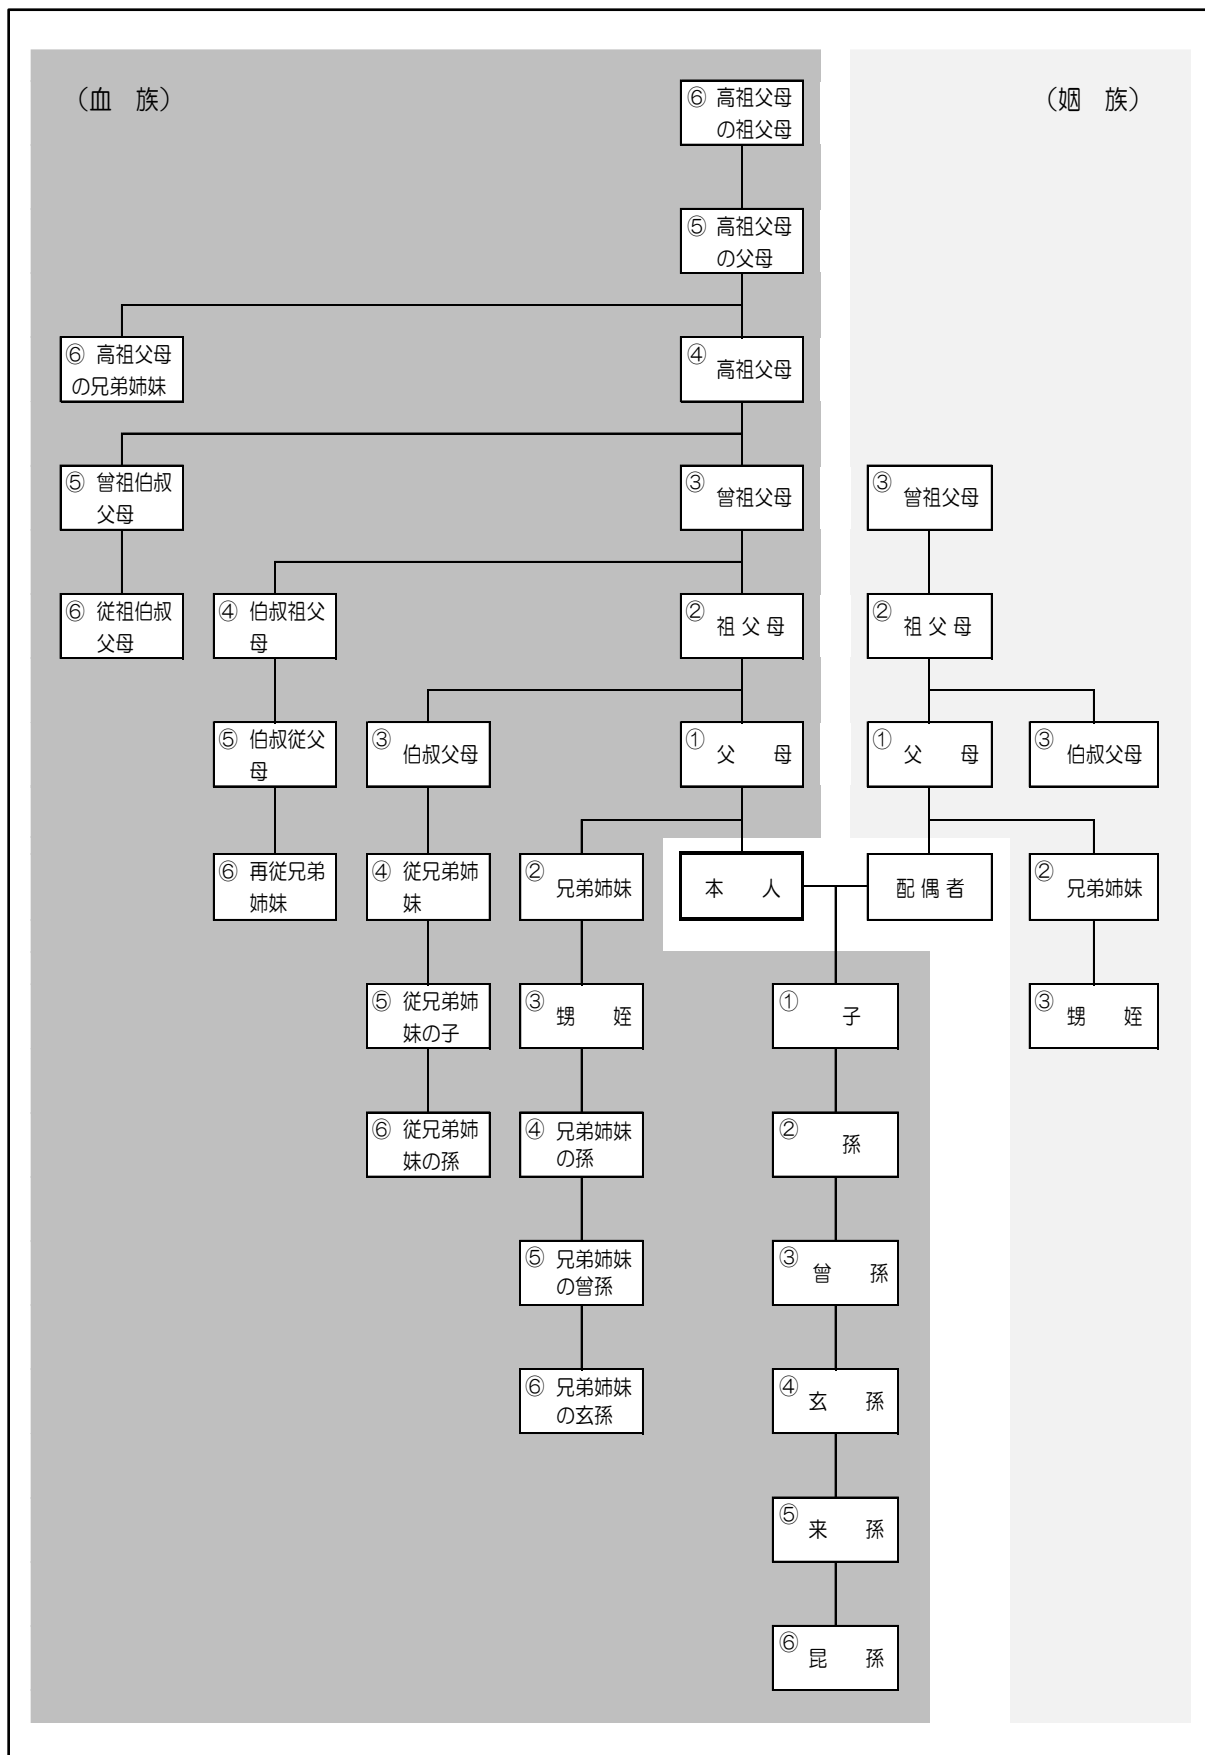 (血 族)
(姻 族)
⑥ 高祖父母
の祖父母
⑤ 高祖父母
の父母
⑥ 高祖父母
の兄弟姉妹
④ 高祖父母
⑤ 曾祖伯叔
父母
③ 曾祖父母
③ 曾祖父母
⑥ 従祖伯叔
父母
④ 伯叔祖父
母
② 祖父母
② 祖父母
⑤ 伯叔従父
母
③ 伯叔父母
① 父 母
① 父 母
③ 伯叔父母
⑥ 再従兄弟
姉妹
④ 従兄弟姉
妹
② 兄弟姉妹
本 人
配偶者
② 兄弟姉妹
⑤ 従兄弟姉
妹の子
③ 甥 姪
① 子
③ 甥 姪
⑥ 従兄弟姉
妹の孫
④ 兄弟姉妹
の孫
② 孫
⑤ 兄弟姉妹
の曾孫
③ 曾 孫
⑥ 兄弟姉妹
の玄孫
④ 玄 孫
⑤ 来 孫
⑥ 昆 孫